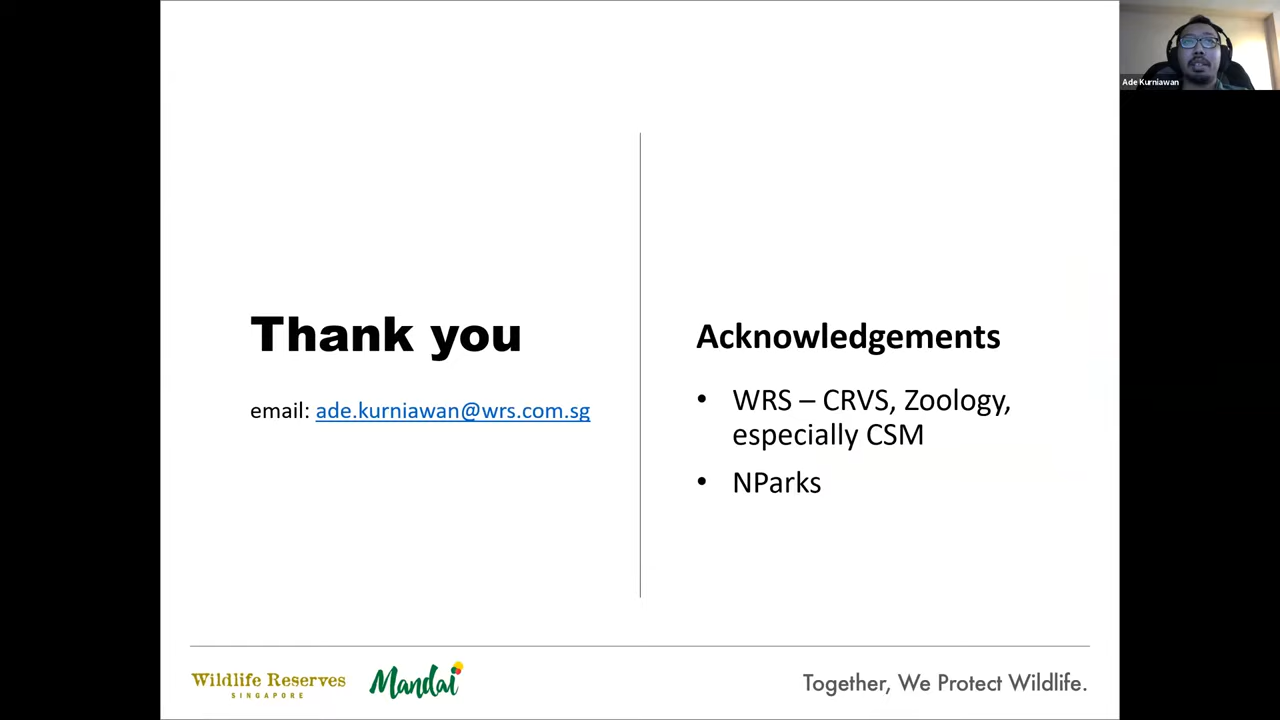 Ade Kurniawan
Thank you
email: ade.kurniawan@wrs.com.sg
Acknowledgements
• WRS – CRVS, Zoology,
especially CSM
• NParks
Wildlife Reserves
SINGAPORE
Mandai
Together, We Protect Wildlife.